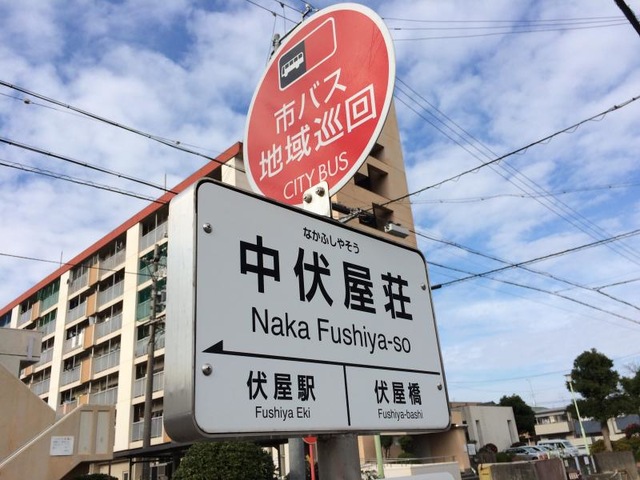 市バス
地域巡回
CITY BUS
なかふしやそう
中伏屋荘
Naka Fushiya-so
伏屋駅
Fushiya Eki
伏屋橋
Fushiya-bashi